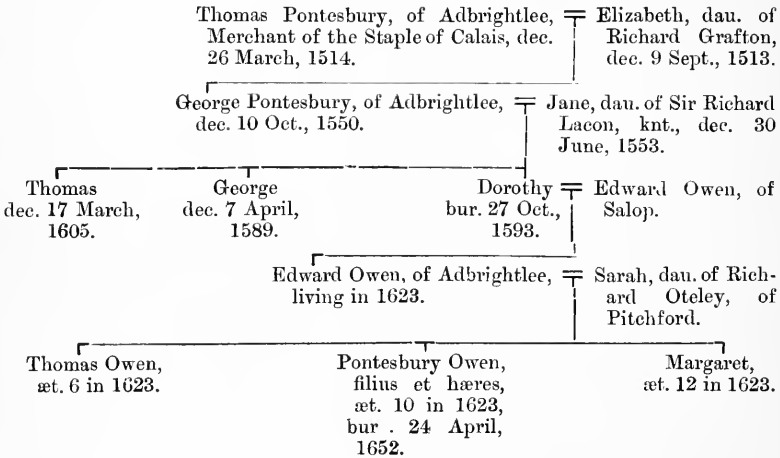 Thomas Pontesbury, of Adbrightlee, = Elizabeth, dau. of
Merchant of the Staple of Calais, dec. Richard Grafton,
26 March, 1514. dec. 9 Sept., 1513.
George Pontesbury, of Adbrightlee, = Jane, dau. of Sir Richard
dec. 10 Oct., 1550. Lacon, knt., dec. 30
June, 1553.
Thomas George Dorothy = Edward Owen, of
dec. 17 March, dec. 7 April, bur. 27 Oct., Salop.
1605. 1589. 1593.
Edward Owen, of Adbrightlee, = Sarah, dau. of Rich-
living in 1623. ard Oteley, of
Pitchford.
Thomas Owen, Pontesbury Owen, Margaret,
æt. 6 in 1623. filius et hæres, æt. 12 in 1623.
æt. 10 in 1623,
bur . 24 April,
1652.